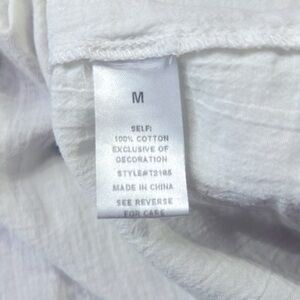 M
SELF:
100% COTTON
EXCLUSIVE OF
DECORATION
STYLE#T2185
MADE IN CHINA
SEE REVERSE
FOR CARE